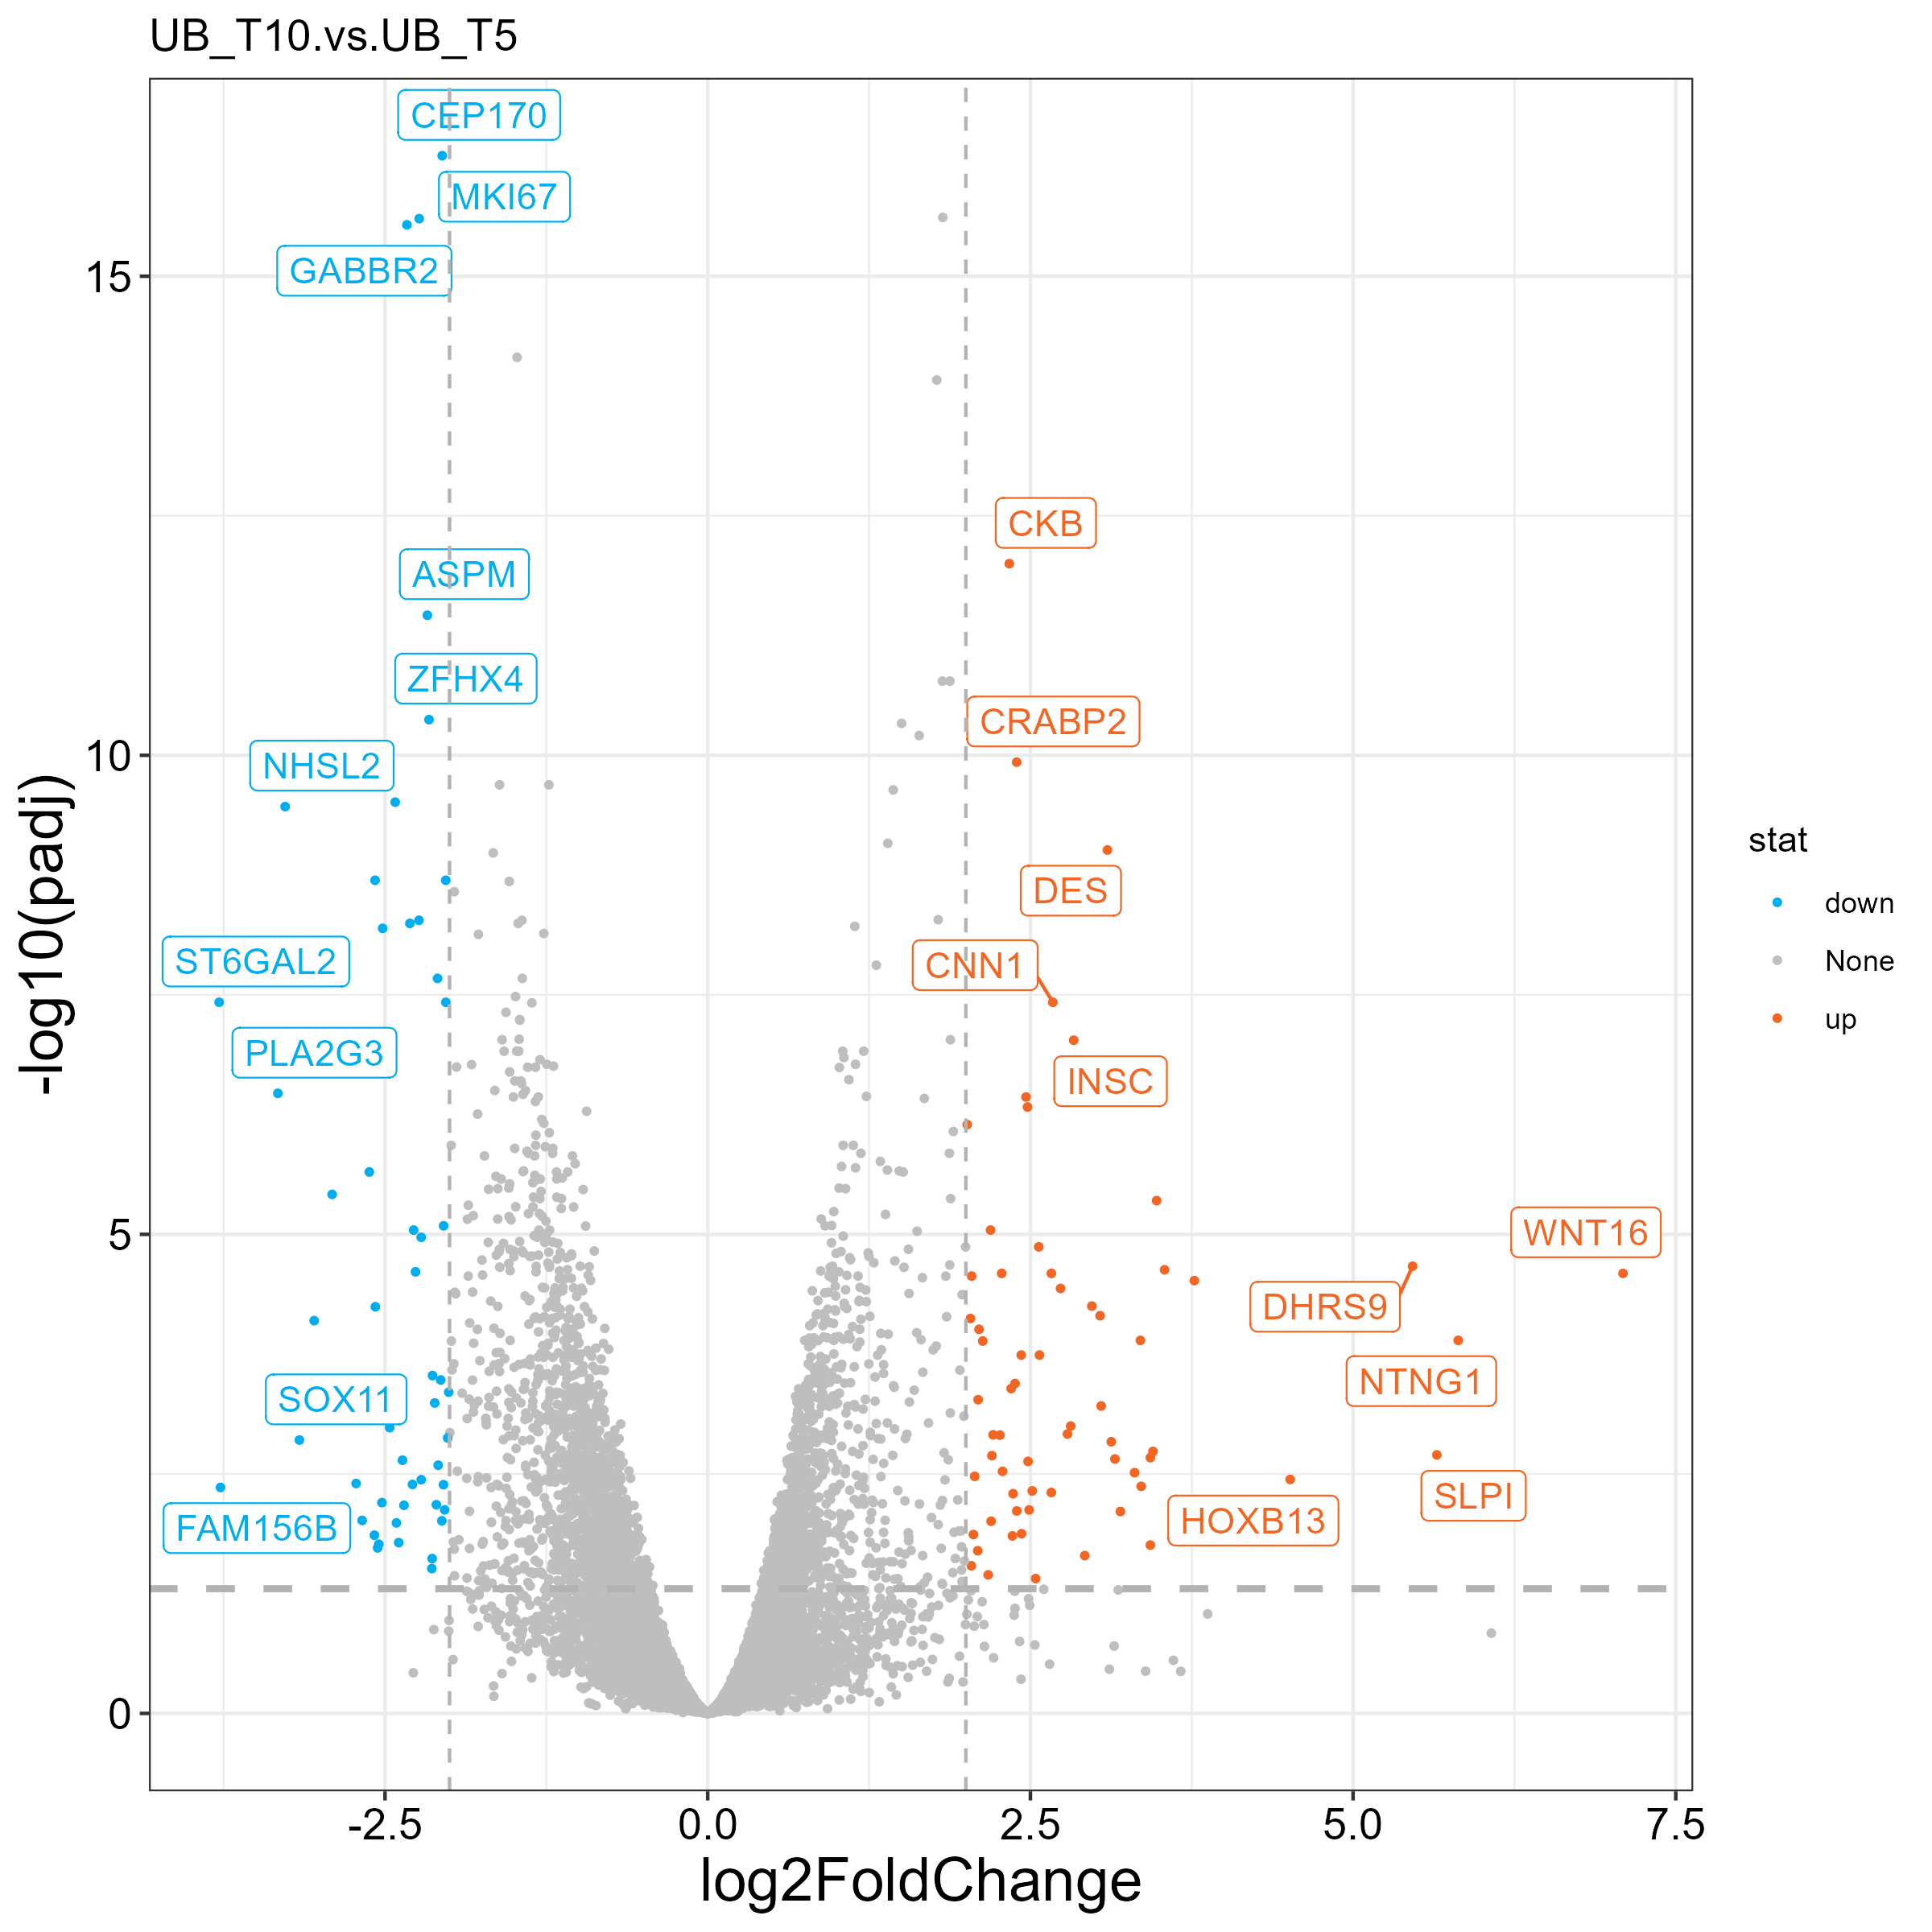 UB_T10.vs.UB_T5
CEP170
MKI67
GABBR2
15
CKB
ASPM
ZFHX4
CRABP2
10
NHSL2
DES
ST6GAL2
CNN1
PLA2G3
INSC
-log10(padj)
stat
down
None
up
5
WNT16
DHRS9
NTNG1
SOX11
SLPI
HOXB13
FAM156B
0
-2.5
0.0
2.5
5.0
7.5
log2FoldChange